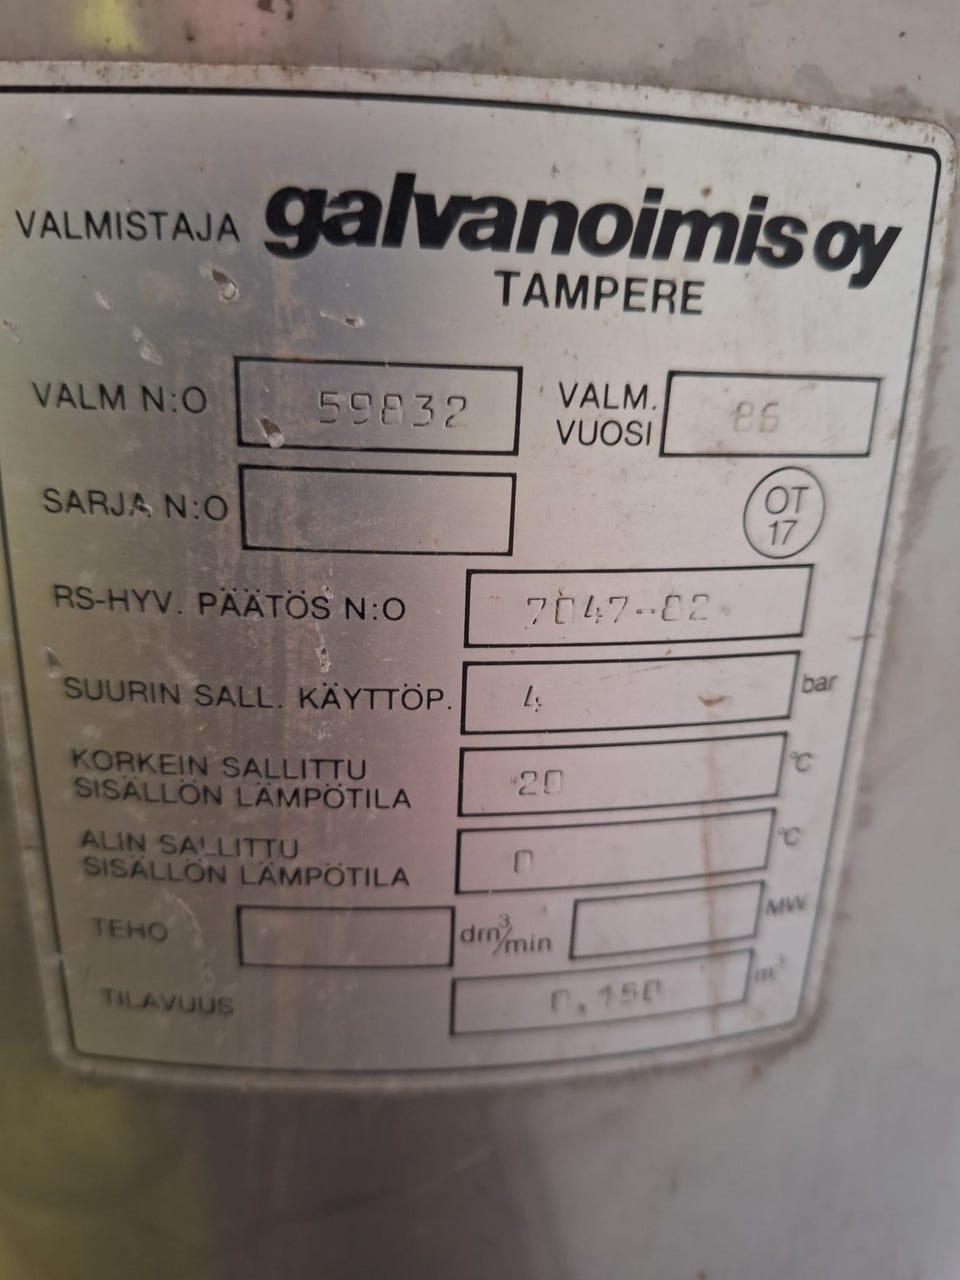 VALMISTAJA galvanoimis oy
TAMPERE
VALM N:O 59832 VALM. VUOSI 86
SARJA N:O
OT 17
RS-HYV. PÄÄTÖS N:O 7047-82
SUURIN SALL. KÄYTTÖP. 4 bar
KORKEIN SALLITTU
SISÄLLÖN LÄMPÖTILA 20 °C
ALIN SALLITTU
SISÄLLÖN LÄMPÖTILA 0 °C
TEHO dm³/min MW
TILAVUUS 0,150 m³